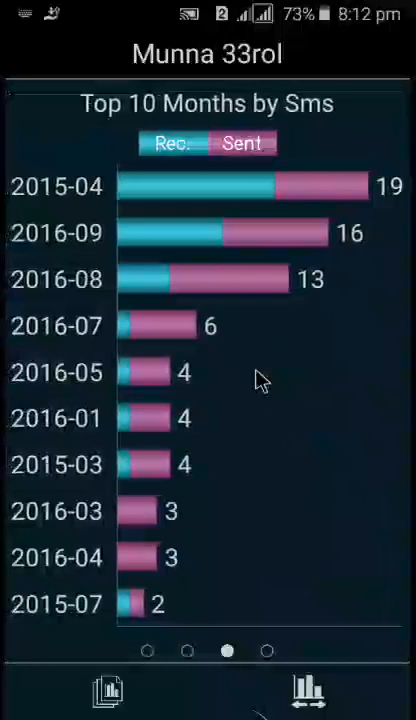 2 73% 8:12 pm
Munna 33rol
Top 10 Months by Sms
Rec. Sent
2015-04 19
2016-09 16
2016-08 13
2016-07 6
2016-05 4
2016-01 4
2015-03 4
2016-03 3
2016-04 3
2015-07 2